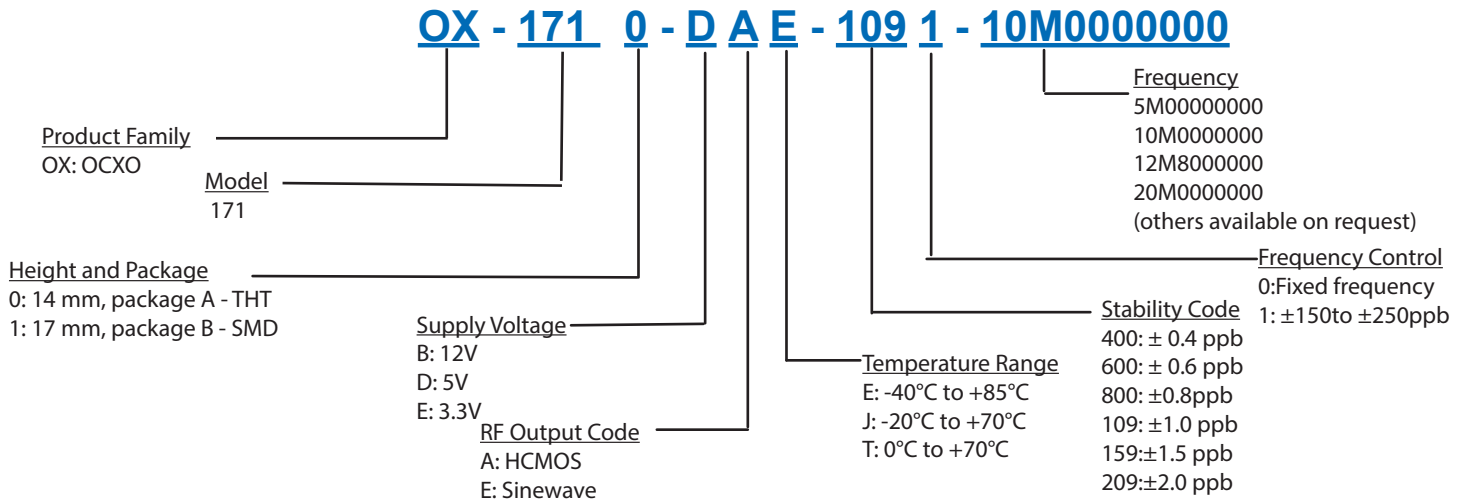 OX - 171 0 - D A E - 109 1 - 10M0000000
Product Family
OX: OCXO
Model
171
Height and Package
0: 14 mm, package A - THT
1: 17 mm, package B - SMD
Supply Voltage
B: 12V
D: 5V
E: 3.3V
RF Output Code
A: HCMOS
E: Sinewave
Temperature Range
E: -40°C to +85°C
J: -20°C to +70°C
T: 0°C to +70°C
Stability Code
400: ± 0.4 ppb
600: ± 0.6 ppb
800: ±0.8ppb
109: ±1.0 ppb
159:±1.5 ppb
209:±2.0 ppb
Frequency Control
0:Fixed frequency
1: ±150to ±250ppb
Frequency
5M00000000
10M0000000
12M8000000
20M0000000
(others available on request)